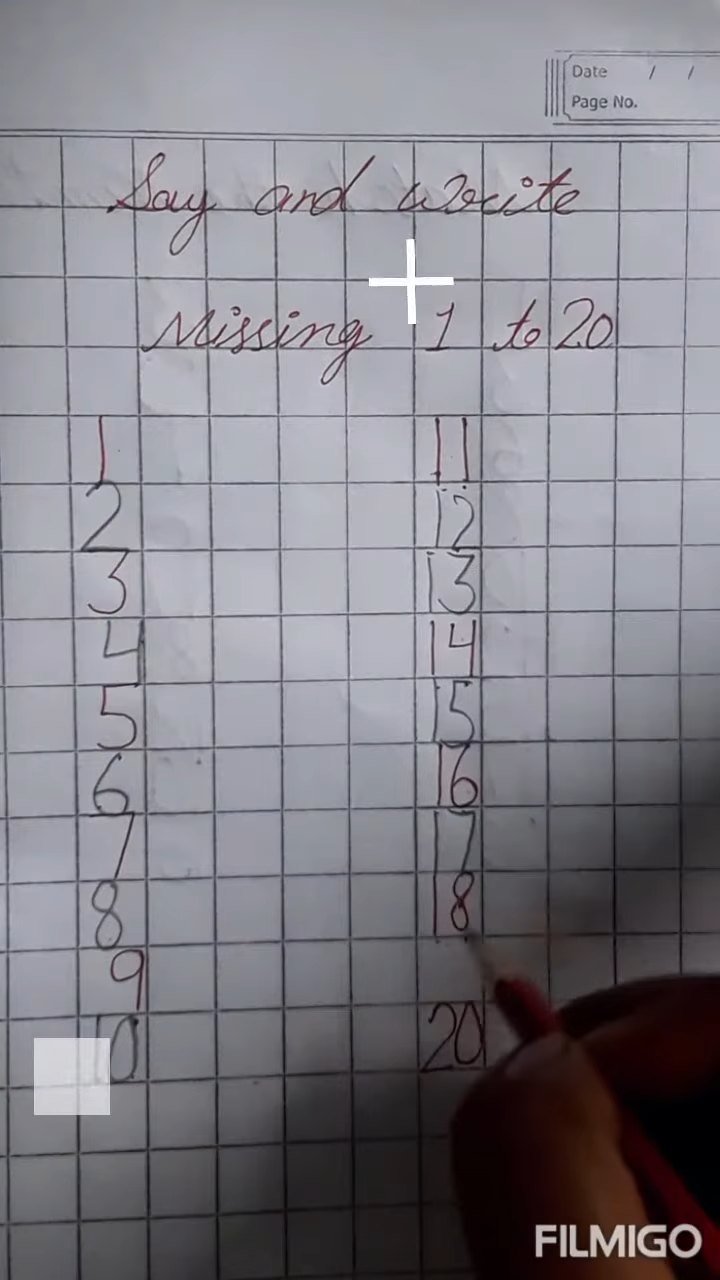 Date / /
Page No.
Say and Write
Missing 1 to 20
1 11
2 12
3 13
4 14
5 15
6 16
7 17
8 18
9
10 20
FILMIGO